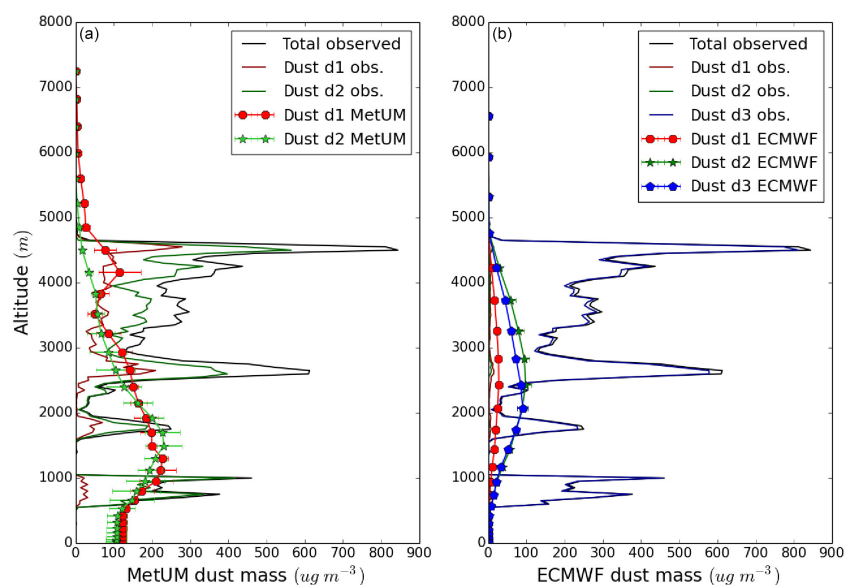 (a)
Total observed
Dust d1 obs.
Dust d2 obs.
Dust d1 MetUM
Dust d2 MetUM
8000
7000
6000
5000
4000
3000
2000
1000
0
Altitude (m)
0 100 200 300 400 500 600 700 800 900
MetUM dust mass (ug m⁻³)
(b)
Total observed
Dust d1 obs.
Dust d2 obs.
Dust d3 obs.
Dust d1 ECMWF
Dust d2 ECMWF
Dust d3 ECMWF
8000
7000
6000
5000
4000
3000
2000
1000
0
0 100 200 300 400 500 600 700 800 900
ECMWF dust mass (ug m⁻³)